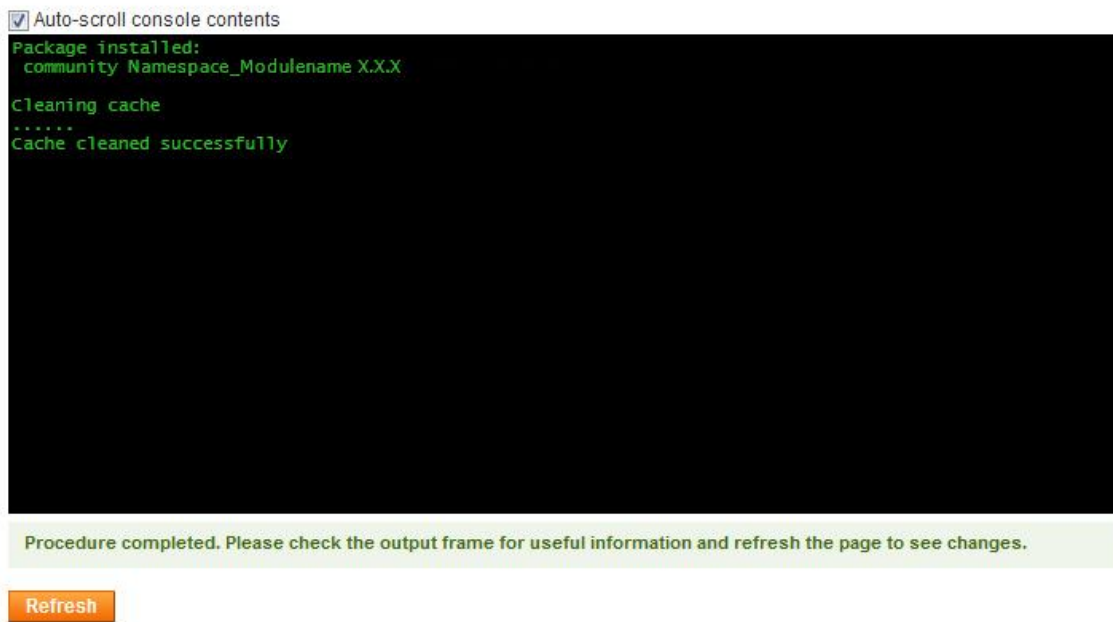 Auto-scroll console contents
Package installed:
community Namespace_Modulename X.X.X
Cleaning cache
......
Cache cleaned successfully
Procedure completed. Please check the output frame for useful information and refresh the page to see changes.
Refresh